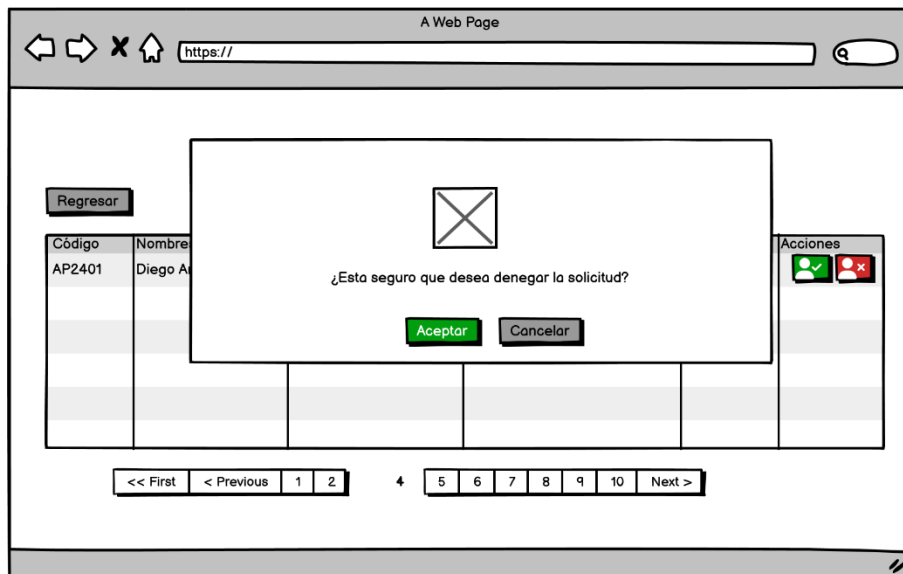 A Web Page
https://
Regresar
Código Nombre Acciones
AP2401 Diego
¿Esta seguro que desea denegar la solicitud?
Aceptar Cancelar
<< First < Previous 1 2 4 5 6 7 8 9 10 Next >